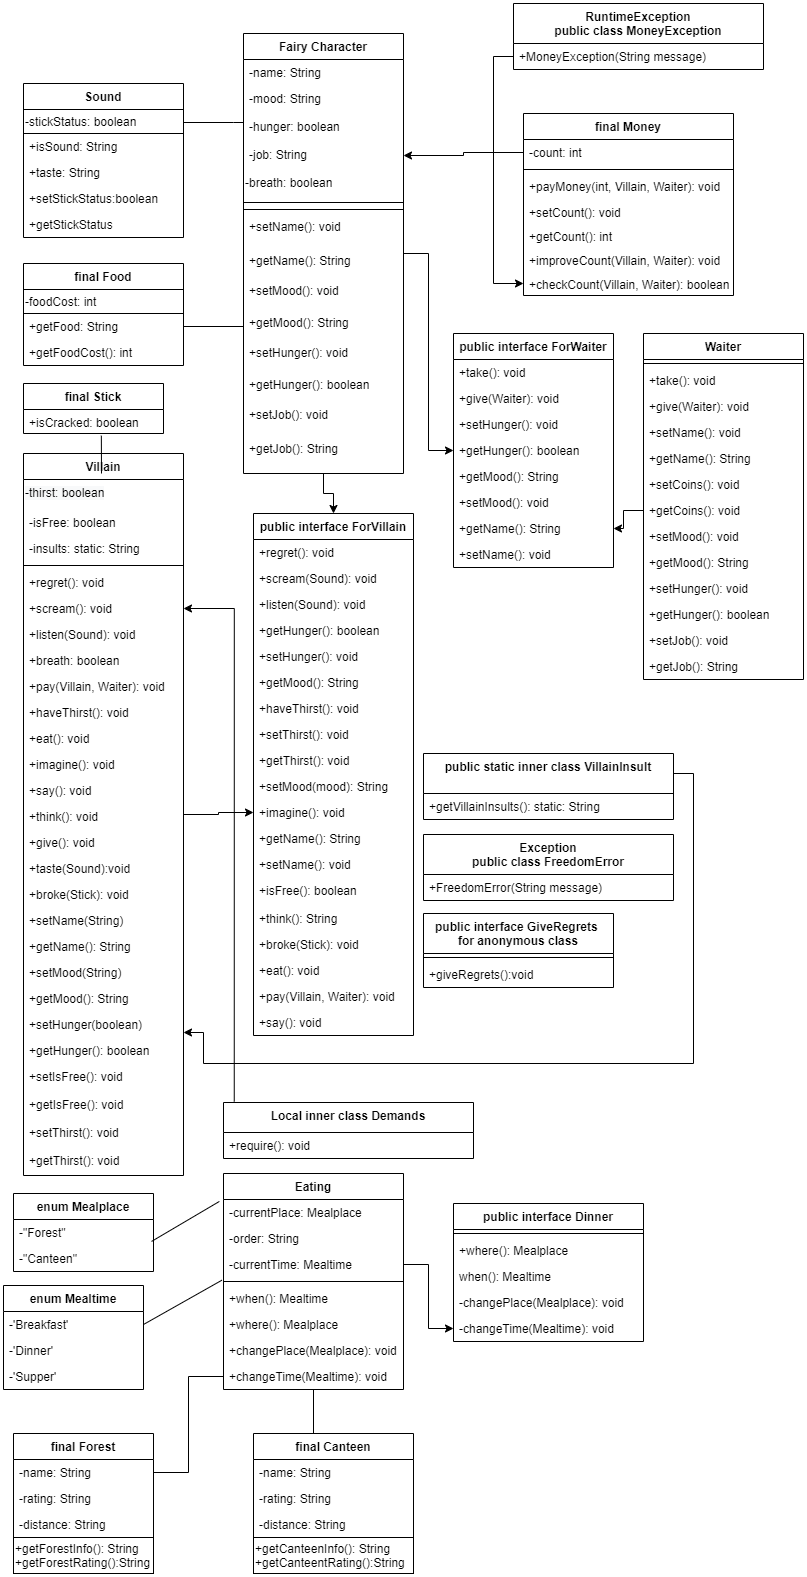 RuntimeException
public class MoneyException
+MoneyException(String message)
Fairy Character
-name: String
-mood: String
-hunger: boolean
-job: String
-breath: boolean
+setName(): void
+getName(): String
+setMood(): void
+getMood(): String
+setHunger(): void
+getHunger(): boolean
+setJob(): void
+getJob(): String
Sound
-stickStatus: boolean
+isSound: String
+taste: String
+setStickStatus:boolean
+getStickStatus
final Money
-count: int
+payMoney(int, Villain, Waiter): void
+setCount(): void
+getCount(): int
+improveCount(Villain, Waiter): void
+checkCount(Villain, Waiter): boolean
final Food
-foodCost: int
+getFood: String
+getFoodCost(): int
final Stick
+isCracked: boolean
public interface ForWaiter
+take(): void
+give(Waiter): void
+setHunger(): void
+getHunger(): boolean
+getMood(): String
+setMood(): void
+getName(): String
+setName(): void
Waiter
+take(): void
+give(Waiter): void
+setName(): void
+getName(): String
+setCoins(): void
+getCoins(): void
+setMood(): void
+getMood(): String
+setHunger(): void
+getHunger(): boolean
+setJob(): void
+getJob(): String
Villain
-thirst: boolean
-isFree: boolean
-insults: static: String
+regret(): void
+scream(): void
+listen(Sound): void
+breath: boolean
+pay(Villain, Waiter): void
+haveThirst(): void
+eat(): void
+imagine(): void
+say(): void
+think(): void
+give(): void
+taste(Sound):void
+broke(Stick): void
+setName(String)
+getName(): String
+setMood(String)
+getMood(): String
+setHunger(boolean)
+getHunger(): boolean
+setIsFree(): void
+getIsFree(): void
+setThirst(): void
+getThirst(): void
public interface ForVillain
+regret(): void
+scream(Sound): void
+listen(Sound): void
+getHunger(): boolean
+setHunger(): void
+getMood(): String
+haveThirst(): void
+setThirst(): void
+getThirst(): void
+setMood(mood): String
+imagine(): void
+getName(): String
+setName(): void
+isFree(): boolean
+think(): String
+broke(Stick): void
+eat(): void
+pay(Villain, Waiter): void
+say(): void
public static inner class VillainInsult
+getVillainInsults(): static: String
Exception
public class FreedomError
+FreedomError(String message)
public interface GiveRegrets
for anonymous class
+giveRegrets():void
Local inner class Demands
+require(): void
Eating
-currentPlace: Mealplace
-order: String
-currentTime: Mealtime
+when(): Mealtime
+where(): Mealplace
+changePlace(Mealplace): void
+changeTime(Mealtime): void
enum Mealplace
-"Forest"
-"Canteen"
public interface Dinner
+where(): Mealplace
when(): Mealtime
-changePlace(Mealplace): void
-changeTime(Mealtime): void
enum Mealtime
-'Breakfast'
-'Dinner'
-'Supper'
final Forest
-name: String
-rating: String
-distance: String
+getForestInfo(): String
+getForestRating():String
final Canteen
-name: String
-rating: String
-distance: String
+getCanteenInfo(): String
+getCanteentRating():String